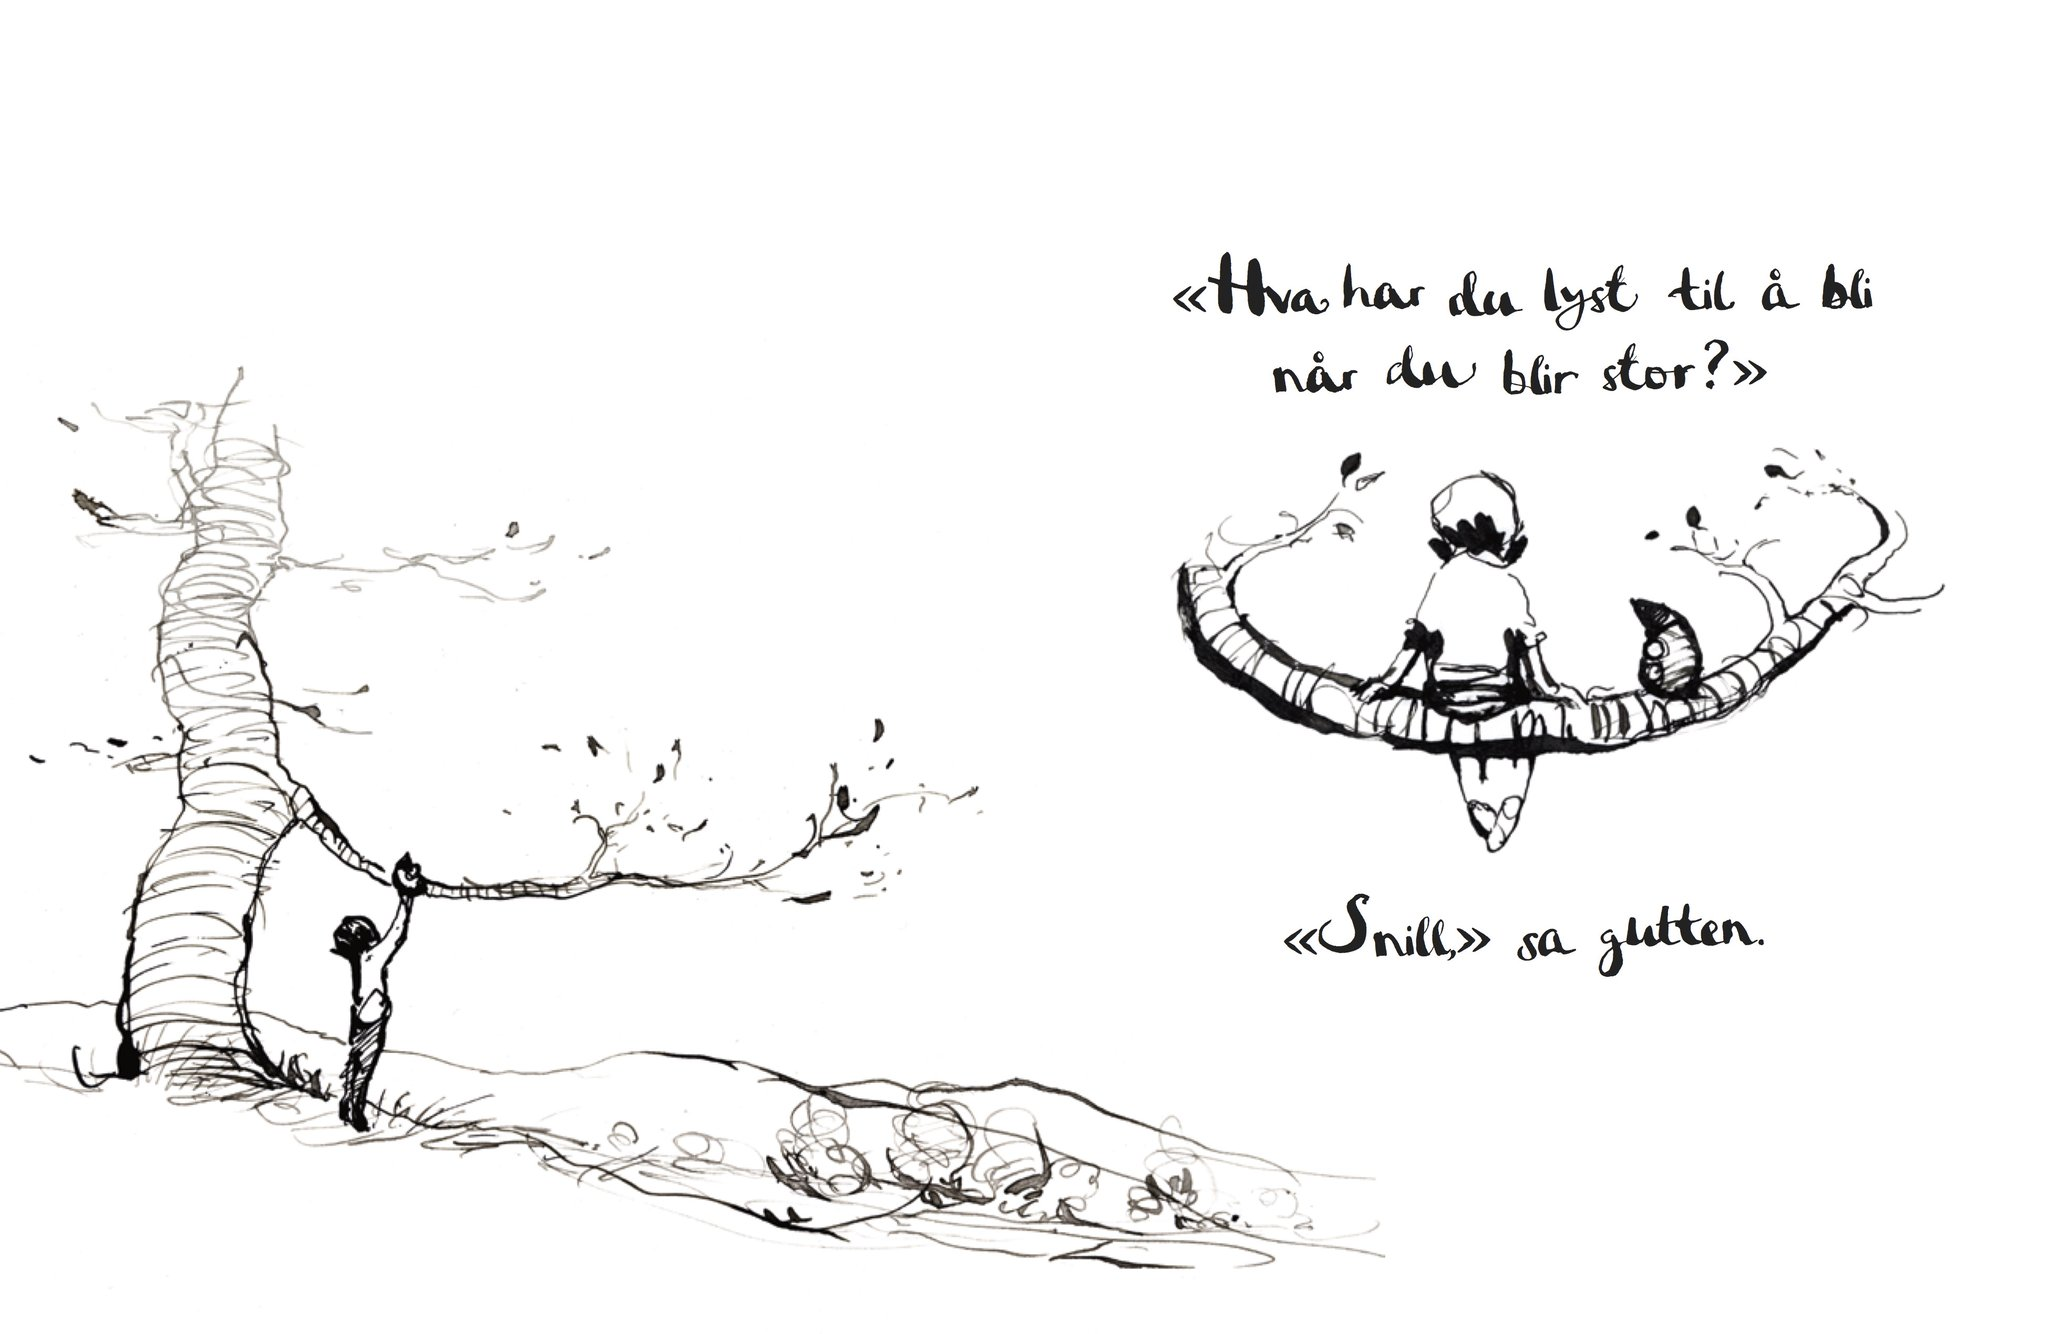 «Hva har du lyst til å bli
når du blir stor?»
«Snill,» sa gutten.